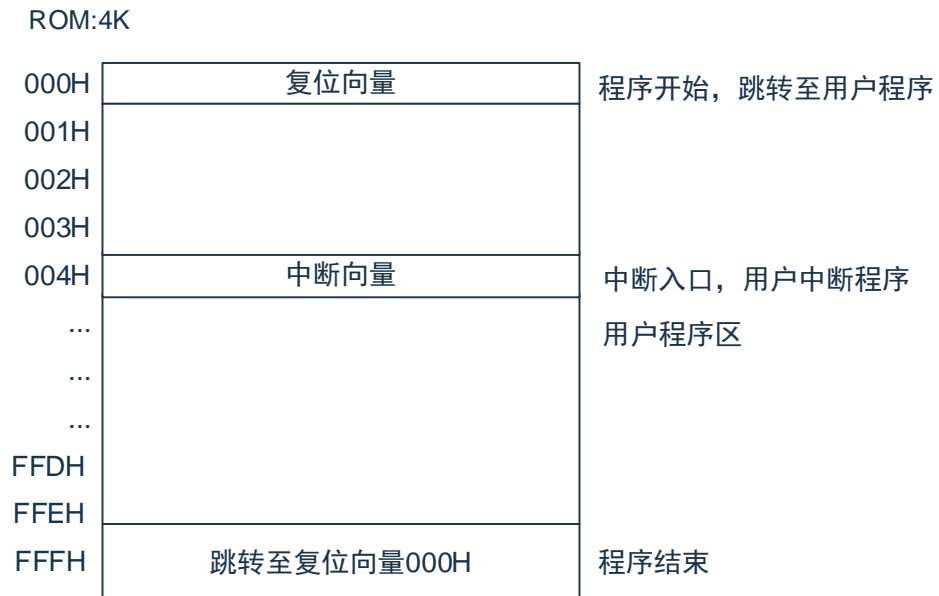 ROM:4K
000H 复位向量 程序开始，跳转至用户程序
001H
002H
003H
004H 中断向量 中断入口，用户中断程序
... 用户程序区
...
...
FFDH
FFEH
FFFH 跳转至复位向量000H 程序结束